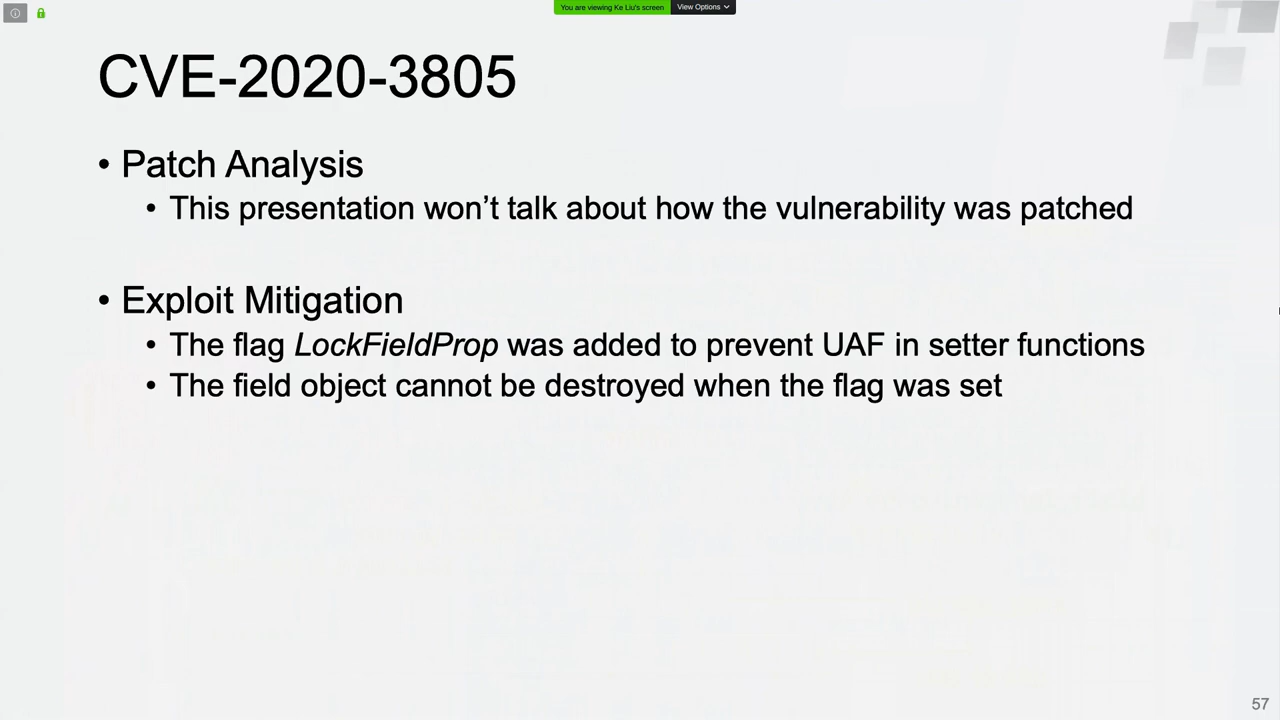 You are viewing Ke Liu's screen View Options
CVE-2020-3805
• Patch Analysis
• This presentation won’t talk about how the vulnerability was patched
• Exploit Mitigation
• The flag LockFieldProp was added to prevent UAF in setter functions
• The field object cannot be destroyed when the flag was set
57